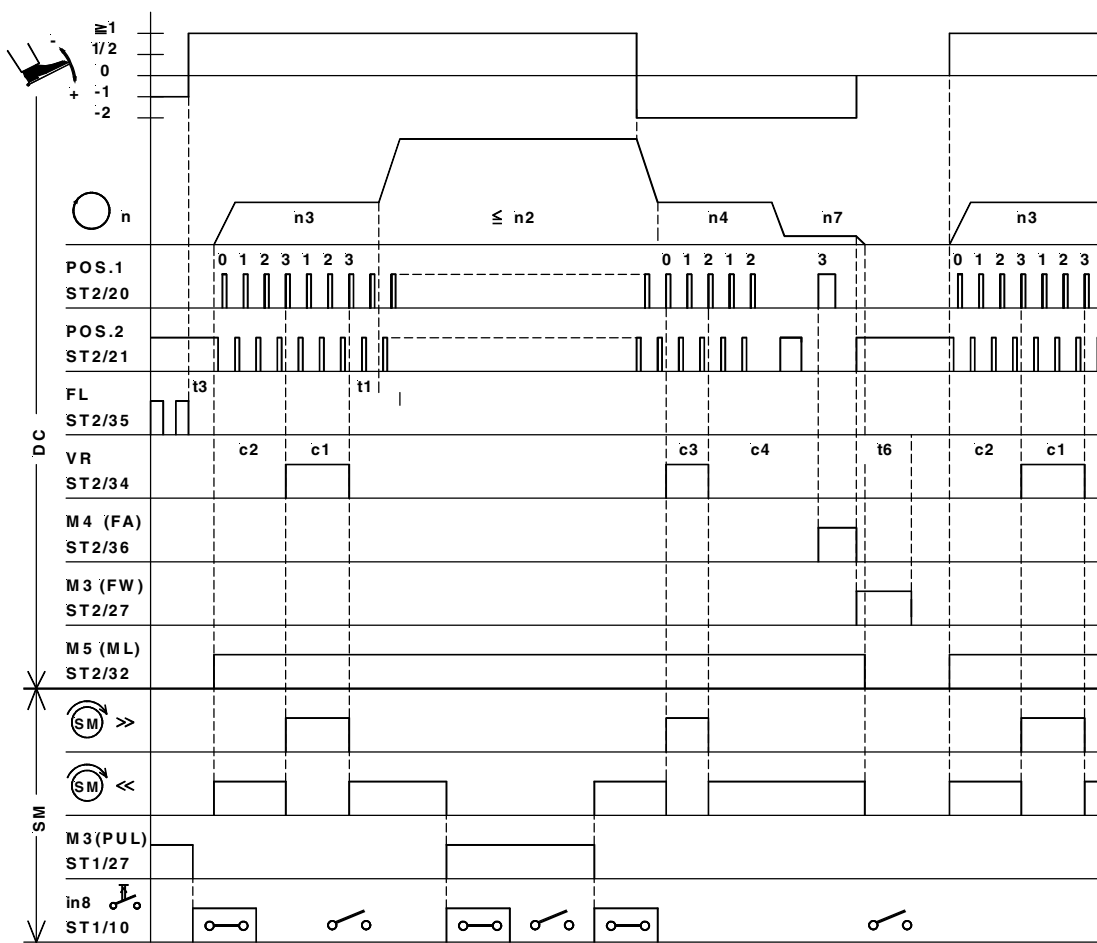 ≧1
-
1/2
0
+ -1
-2
n
n3 ≦ n2 n4 n7 n3
POS.1
ST2/20
0 1 2 3 1 2 3 0 1 2 1 2 3 0 1 2 3 1 2 3
POS.2
ST2/21
FL
ST2/35
t3 t1
DC
VR
ST2/34
c2 c1 c3 c4 t6 c2 c1
M4 (FA)
ST2/36
M3 (FW)
ST2/27
M5 (ML)
ST2/32
SM >>
SM <<
SM
M3(PUL)
ST1/27
in8
ST1/10